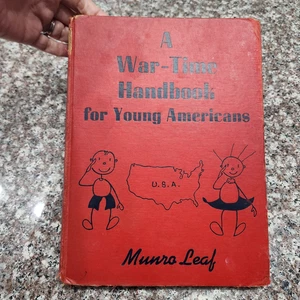 A
War-Time
Handbook
for Young Americans
U.S.A.
Munro Leaf